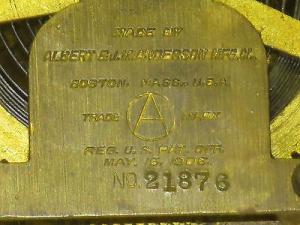 MADE BY
ALBERT & J.M. ANDERSON MFG. CO.
BOSTON, MASS., U.S.A.
TRADE A MARK
REG. U.S. PAT. OFF.
MAY. 15, 1906.
NO. 21876